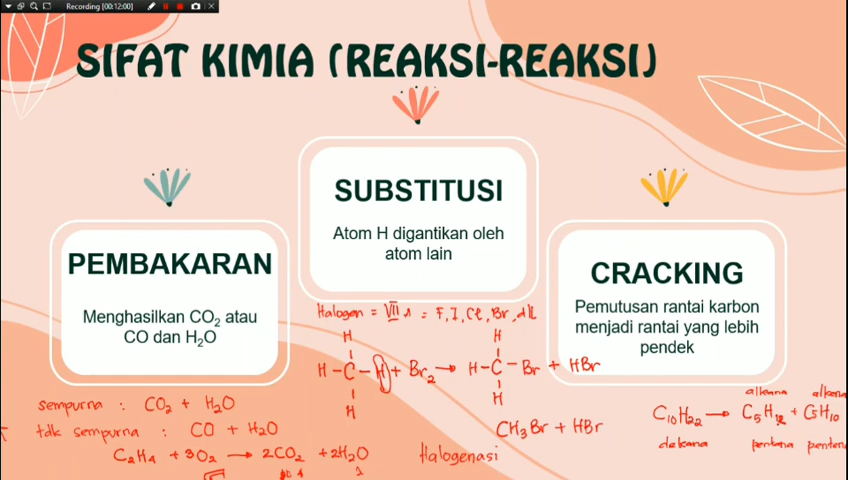 Recording [00:12:00]
SIFAT KIMIA (REAKSI-REAKSI)
PEMBAKARAN
Menghasilkan CO₂ atau
CO dan H₂O
SUBSTITUSI
Atom H digantikan oleh
atom lain
CRACKING
Pemutusan rantai karbon
menjadi rantai yang lebih
pendek
Halogen = VII A = F, I, Cl, Br, dll
H
H
H - C - H + Br₂ → H - C - Br + HBr
H
H
CH₃Br + HBr
Halogenasi
sempurna : CO₂ + H₂O
tdk sempurna : CO + H₂O
C₂H₄ + 3O₂ → 2CO₂ + 2H₂O
alkana alkena
C₁₀H₂₂ → C₅H₁₂ + C₅H₁₀
dekana pentana pentena